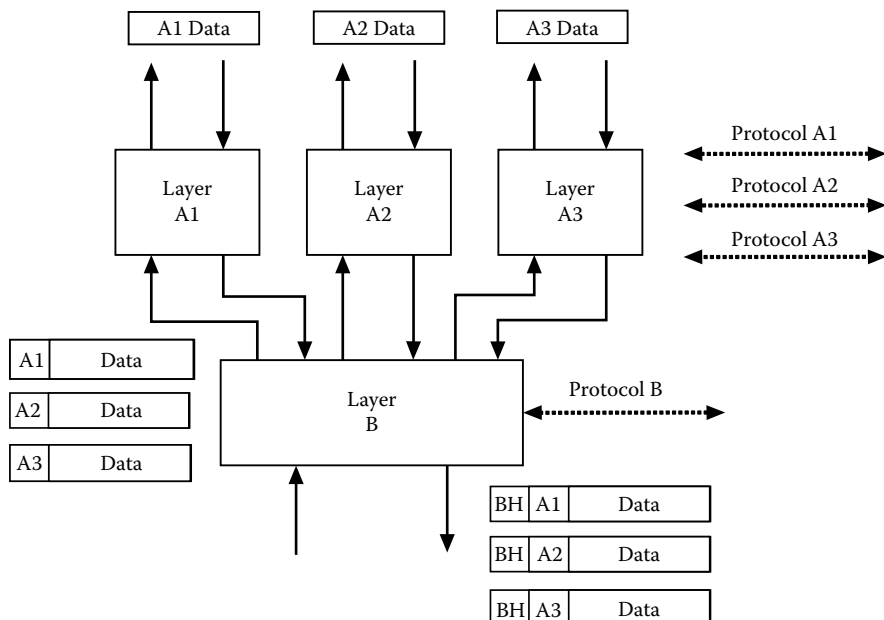 A1 Data
A2 Data
A3 Data
Layer
A1
Layer
A2
Layer
A3
Protocol A1
Protocol A2
Protocol A3
A1 Data
A2 Data
A3 Data
Layer
B
Protocol B
BH A1 Data
BH A2 Data
BH A3 Data